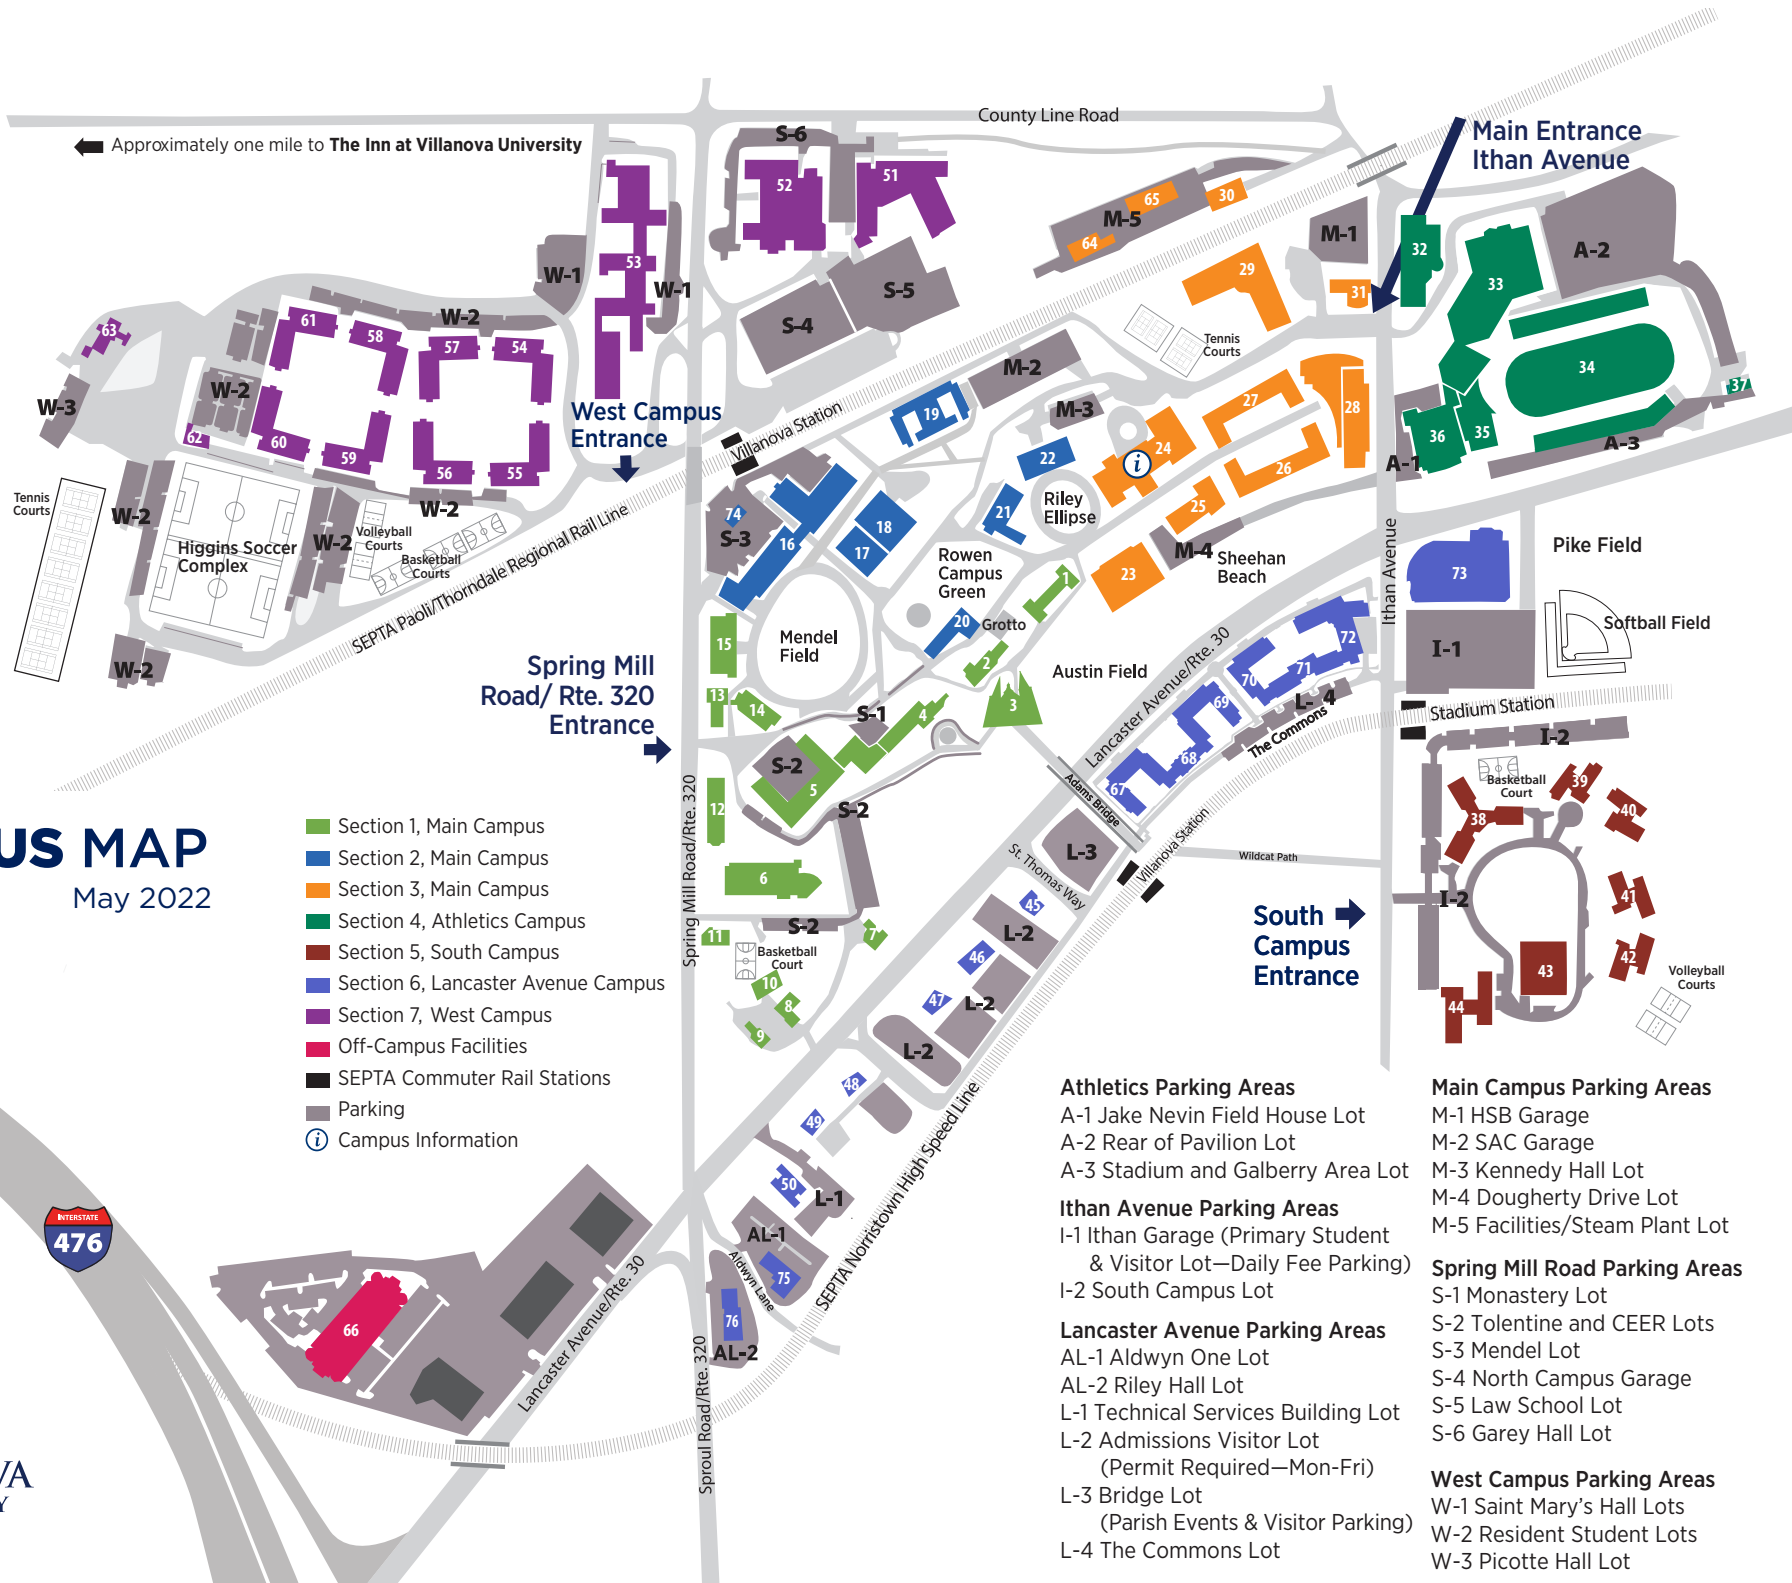 County Line Road
Approximately one mile to The Inn at Villanova University
Main Entrance
Ithan Avenue
S-6
52
51
65
30
M-5
64
M-1
32
A-2
33
53
W-1
W-1
S-5
S-4
29
31
61
58
W-2
57
54
63
W-2
W-3
62
60
59
56
55
W-2
West Campus
Entrance
Villanova Station
Tennis
Courts
M-2
M-3
19
27
28
34
37
35
36
A-1
A-3
24
i
22
26
25
Riley
Ellipse
21
M-4
Sheehan
Beach
23
Tennis
Courts
W-2
Higgins Soccer
Complex
W-2
Volleyball
Courts
Basketball
Courts
SEPTA Paoli/Thorndale Regional Rail Line
W-2
74
S-3
16
18
17
Rowen
Campus
Green
1
20
Grotto
2
Mendel
Field
15
Austin Field
3
Ithan Avenue
73
Pike Field
Softball Field
I-1
Lancaster Avenue/Rte. 30
72
71
70
69
68
67
L- 4
The Commons
Stadium Station
I-2
Spring Mill
Road/ Rte. 320
Entrance
13
14
S-1
4
S-2
5
S-2
12
Spring Mill Road/Rte. 320
6
S-2
7
11
Basketball
Court
10
8
9
Adams Bridge
L-3
Villanova Station
St. Thomas Way
Wildcat Path
45
L-2
46
47
L-2
L-2
48
49
50
L-1
AL-1
75
Aldwyn Lane
76
AL-2
SEPTA Norristown High Speed Line
Basketball
Court
39
40
38
41
I-2
42
43
44
Volleyball
Courts
South
Campus
Entrance
US MAP
May 2022
Section 1, Main Campus
Section 2, Main Campus
Section 3, Main Campus
Section 4, Athletics Campus
Section 5, South Campus
Section 6, Lancaster Avenue Campus
Section 7, West Campus
Off-Campus Facilities
SEPTA Commuter Rail Stations
Parking
i Campus Information
INTERSTATE
476
66
Lancaster Avenue/Rte. 30
Sproul Road/Rte. 320
VA
Y
Athletics Parking Areas
A-1 Jake Nevin Field House Lot
A-2 Rear of Pavilion Lot
A-3 Stadium and Galberry Area Lot
Ithan Avenue Parking Areas
I-1 Ithan Garage (Primary Student
& Visitor Lot—Daily Fee Parking)
I-2 South Campus Lot
Lancaster Avenue Parking Areas
AL-1 Aldwyn One Lot
AL-2 Riley Hall Lot
L-1 Technical Services Building Lot
L-2 Admissions Visitor Lot
(Permit Required—Mon-Fri)
L-3 Bridge Lot
(Parish Events & Visitor Parking)
L-4 The Commons Lot
Main Campus Parking Areas
M-1 HSB Garage
M-2 SAC Garage
M-3 Kennedy Hall Lot
M-4 Dougherty Drive Lot
M-5 Facilities/Steam Plant Lot
Spring Mill Road Parking Areas
S-1 Monastery Lot
S-2 Tolentine and CEER Lots
S-3 Mendel Lot
S-4 North Campus Garage
S-5 Law School Lot
S-6 Garey Hall Lot
West Campus Parking Areas
W-1 Saint Mary's Hall Lots
W-2 Resident Student Lots
W-3 Picotte Hall Lot